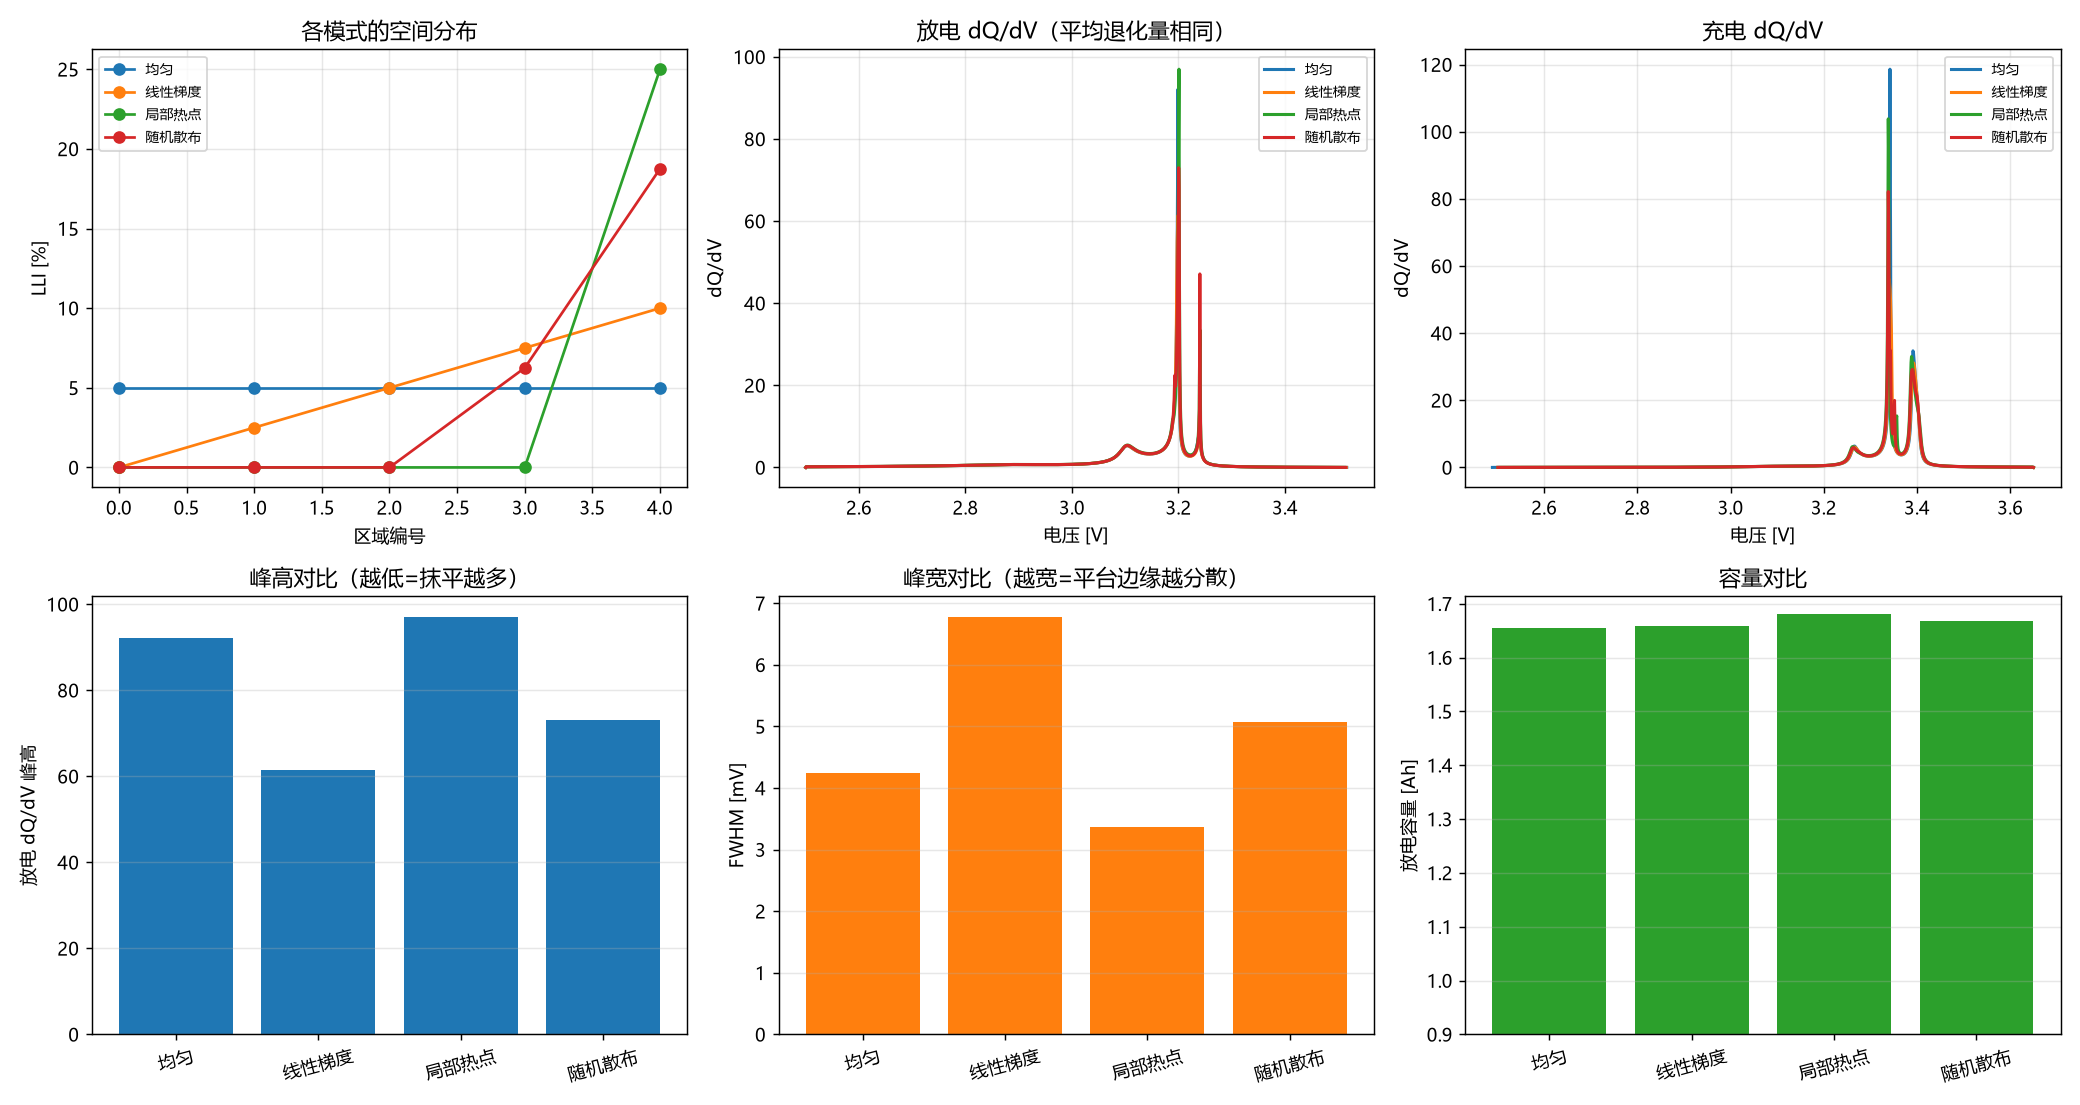 各模式的空间分布
LLI [%]
25
20
15
10
5
0
均匀
线性梯度
局部热点
随机散布
0.0 0.5 1.0 1.5 2.0 2.5 3.0 3.5 4.0
区域编号
放电 dQ/dV（平均退化量相同）
dQ/dV
100
80
60
40
20
0
均匀
线性梯度
局部热点
随机散布
2.6 2.8 3.0 3.2 3.4
电压 [V]
充电 dQ/dV
dQ/dV
120
100
80
60
40
20
0
均匀
线性梯度
局部热点
随机散布
2.6 2.8 3.0 3.2 3.4 3.6
电压 [V]
峰高对比（越低=抹平越多）
放电 dQ/dV 峰高
100
80
60
40
20
0
均匀 线性梯度 局部热点 随机散布
峰宽对比（越宽=平台边缘越分散）
FWHM [mV]
7
6
5
4
3
2
1
0
均匀 线性梯度 局部热点 随机散布
容量对比
放电容量 [Ah]
1.7
1.6
1.5
1.4
1.3
1.2
1.1
1.0
0.9
均匀 线性梯度 局部热点 随机散布